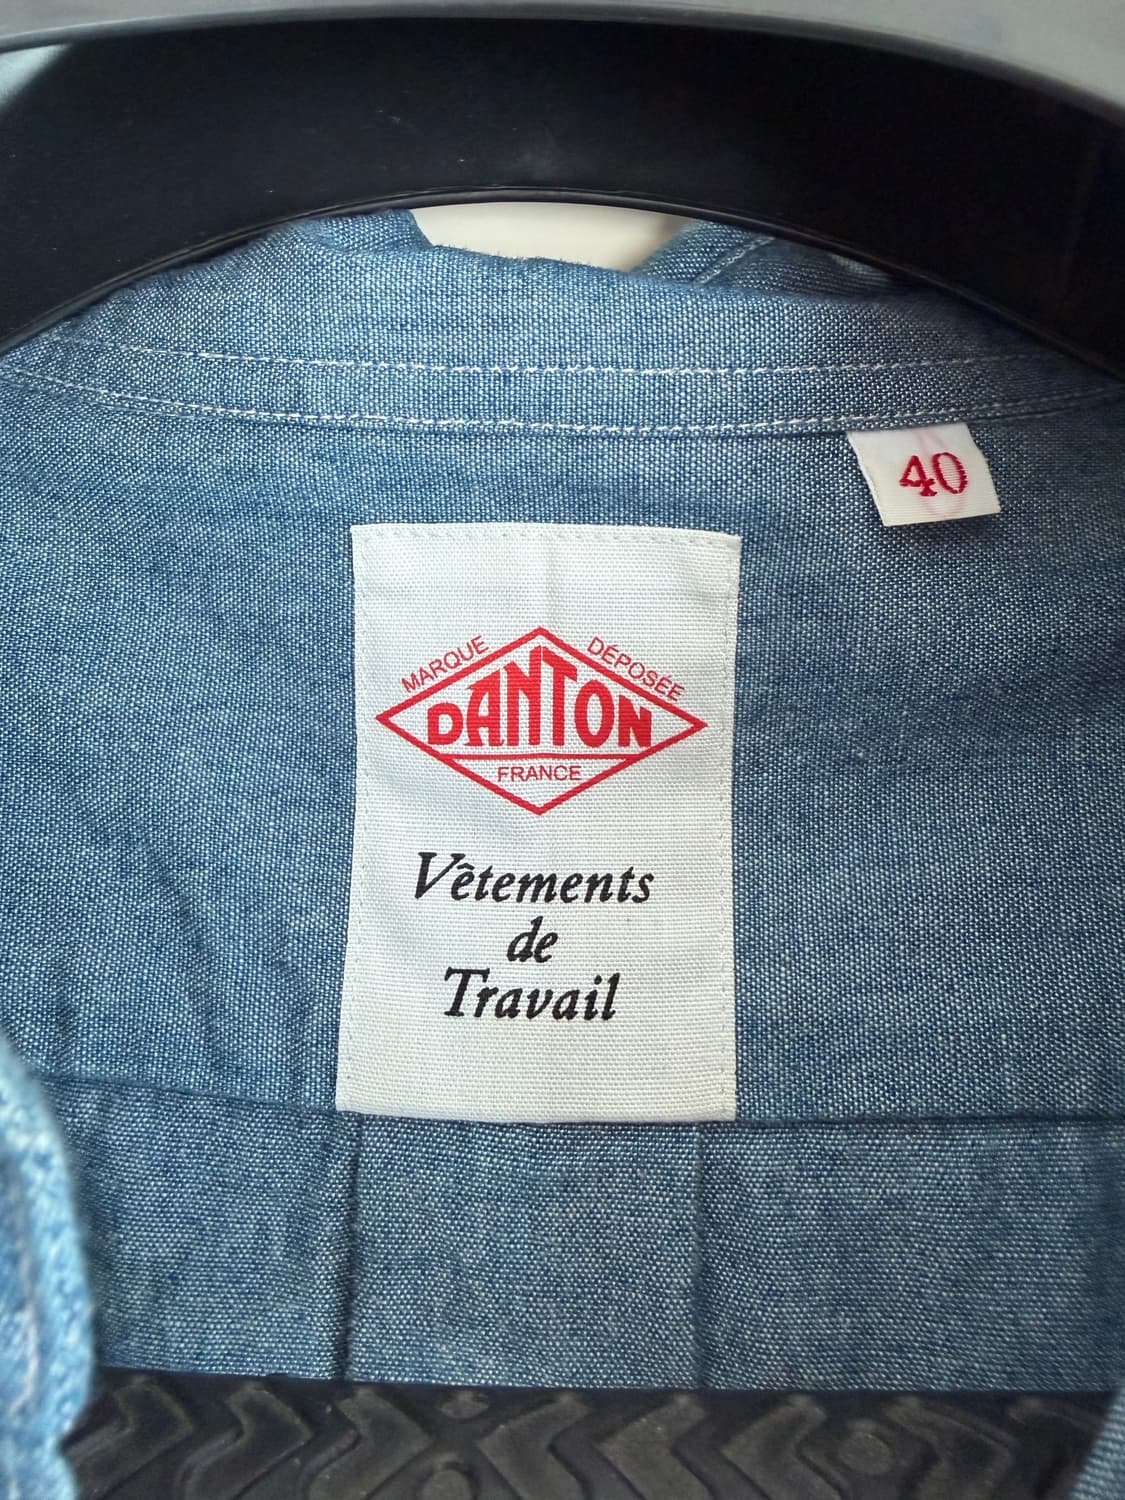 40
MARQUE DÉPOSÉE
DANTON
FRANCE
Vêtements
de
Travail